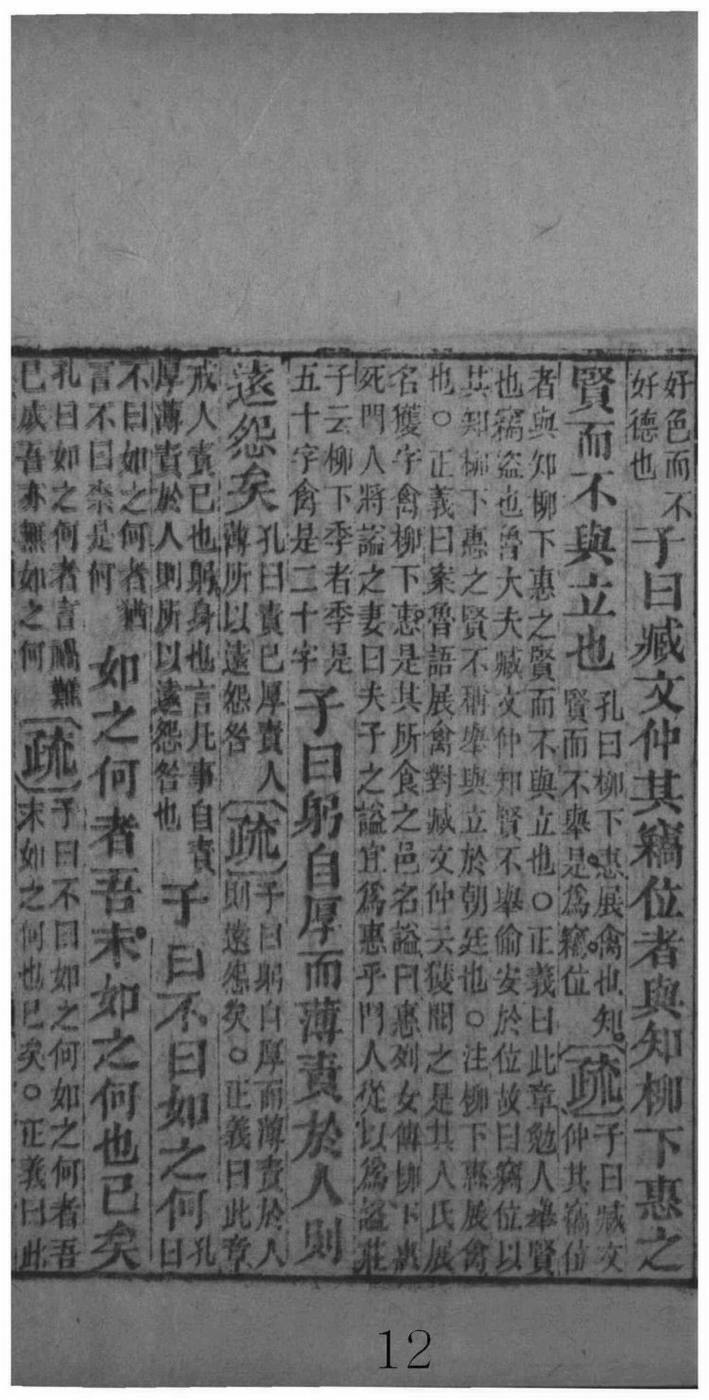 好色而不
好德也
子曰臧文仲其竊位者與知柳下惠之
賢而不與立也
孔曰柳下惠展禽也知
賢而不舉是爲竊位
疏
子曰臧文
仲其竊位
者與知柳下惠之賢而不與立也○正義曰此章勉人舉賢
也竊盜也魯大夫臧文仲知賢不舉偷安於位故曰竊位以
其知柳下惠之賢不稱舉與立於朝廷也○注柳下惠展禽
也○正義曰案魯語展禽對臧文仲云獲聞之是其人氏展
名獲字禽柳下惠是其所食之邑名謚曰惠列女傳柳下惠
死門人將謚之妻曰夫子之謚宜爲惠乎門人從以爲謚莊
子云柳下季者季是
五十字禽是二十字
子曰躬自厚而薄責於人則
遠怨矣
孔曰責己厚責人
薄所以遠怨咎
疏
子曰躬自厚而薄責於人
則遠怨矣○正義曰此章
戒人責己也躬身也言凡事自責
厚薄責於人則所以遠怨咎也
子曰不曰如之何
孔
曰
不曰如之何者猶
言不曰柰是何
如之何者吾末如之何也已矣
孔曰如之何者言禍難
已成吾亦無如之何
疏
子曰不曰如之何如之何者吾
末如之何也已矣○正義曰此
12